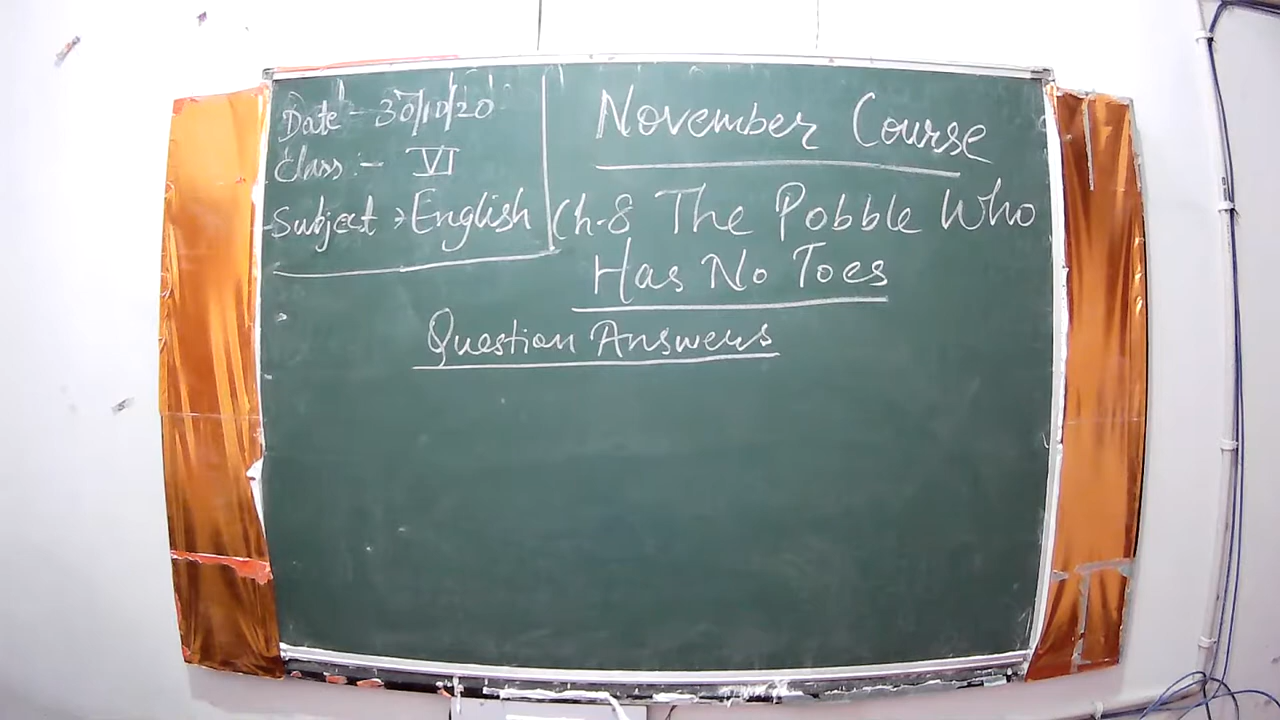 Date - 30/10/20
Class :- VI
Subject → English
November Course
Ch-8 The Pobble Who
Has No Toes
Question Answers